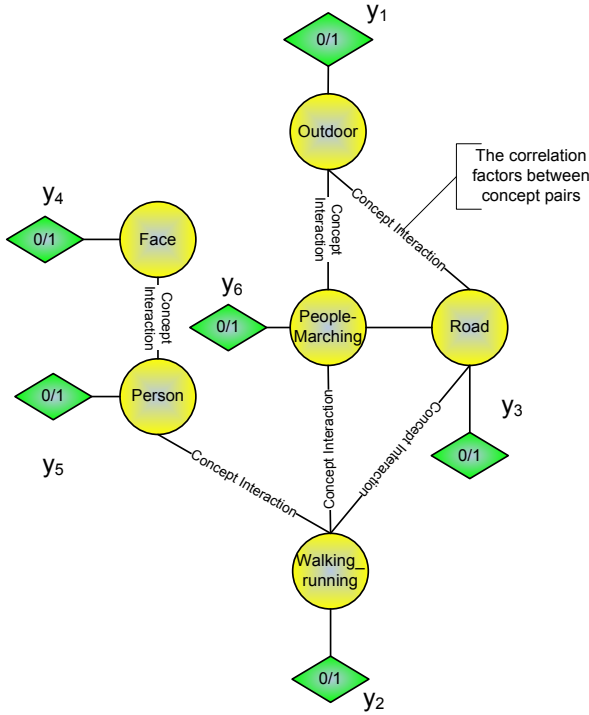 y1
0/1
Outdoor
The correlation
factors between
concept pairs
Concept Interaction
Concept
Interaction
y4
0/1
Face
y6
0/1
People-
Marching
Road
Concept
Interaction
0/1
Person
y3
y5
Concept Interaction
Concept Interaction
Concept Interaction
0/1
Walking_
running
0/1
y2